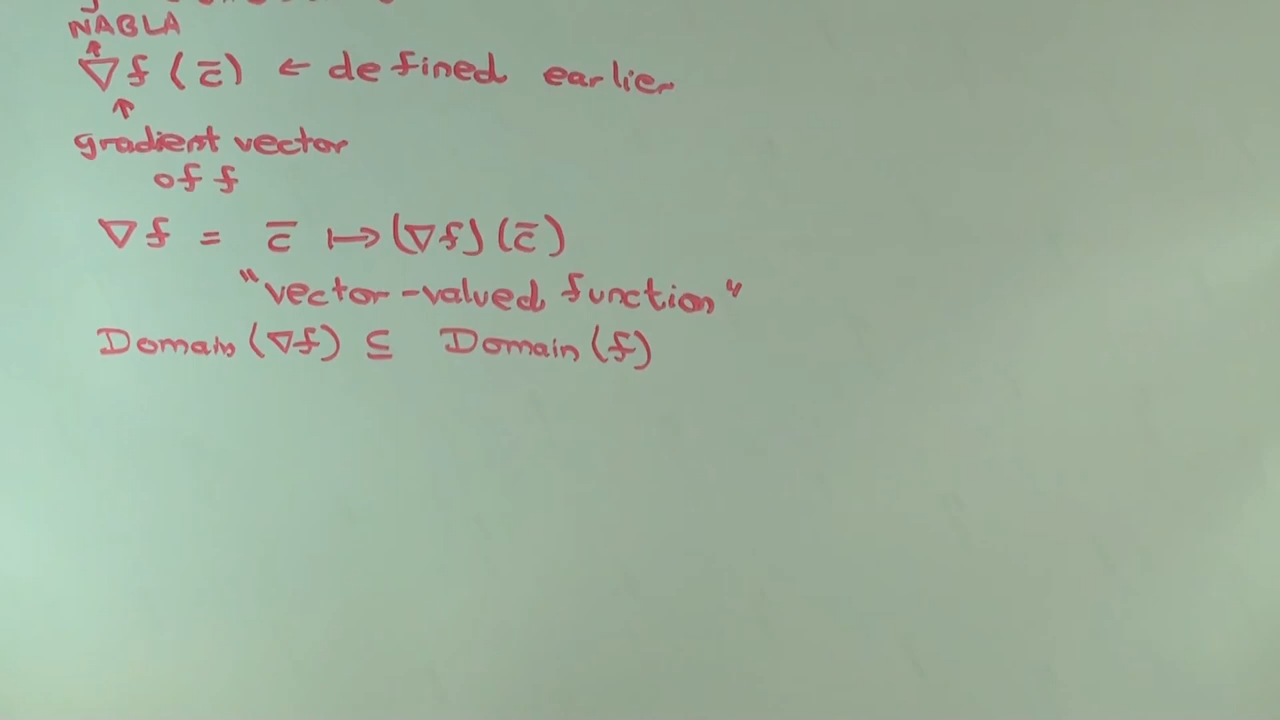 NABLA
∇f (c̄) ← defined earlier
gradient vector
of f
∇f = c̄ ↦ (∇f)(c̄)
"vector-valued function"
Domain(∇f) ⊆ Domain(f)